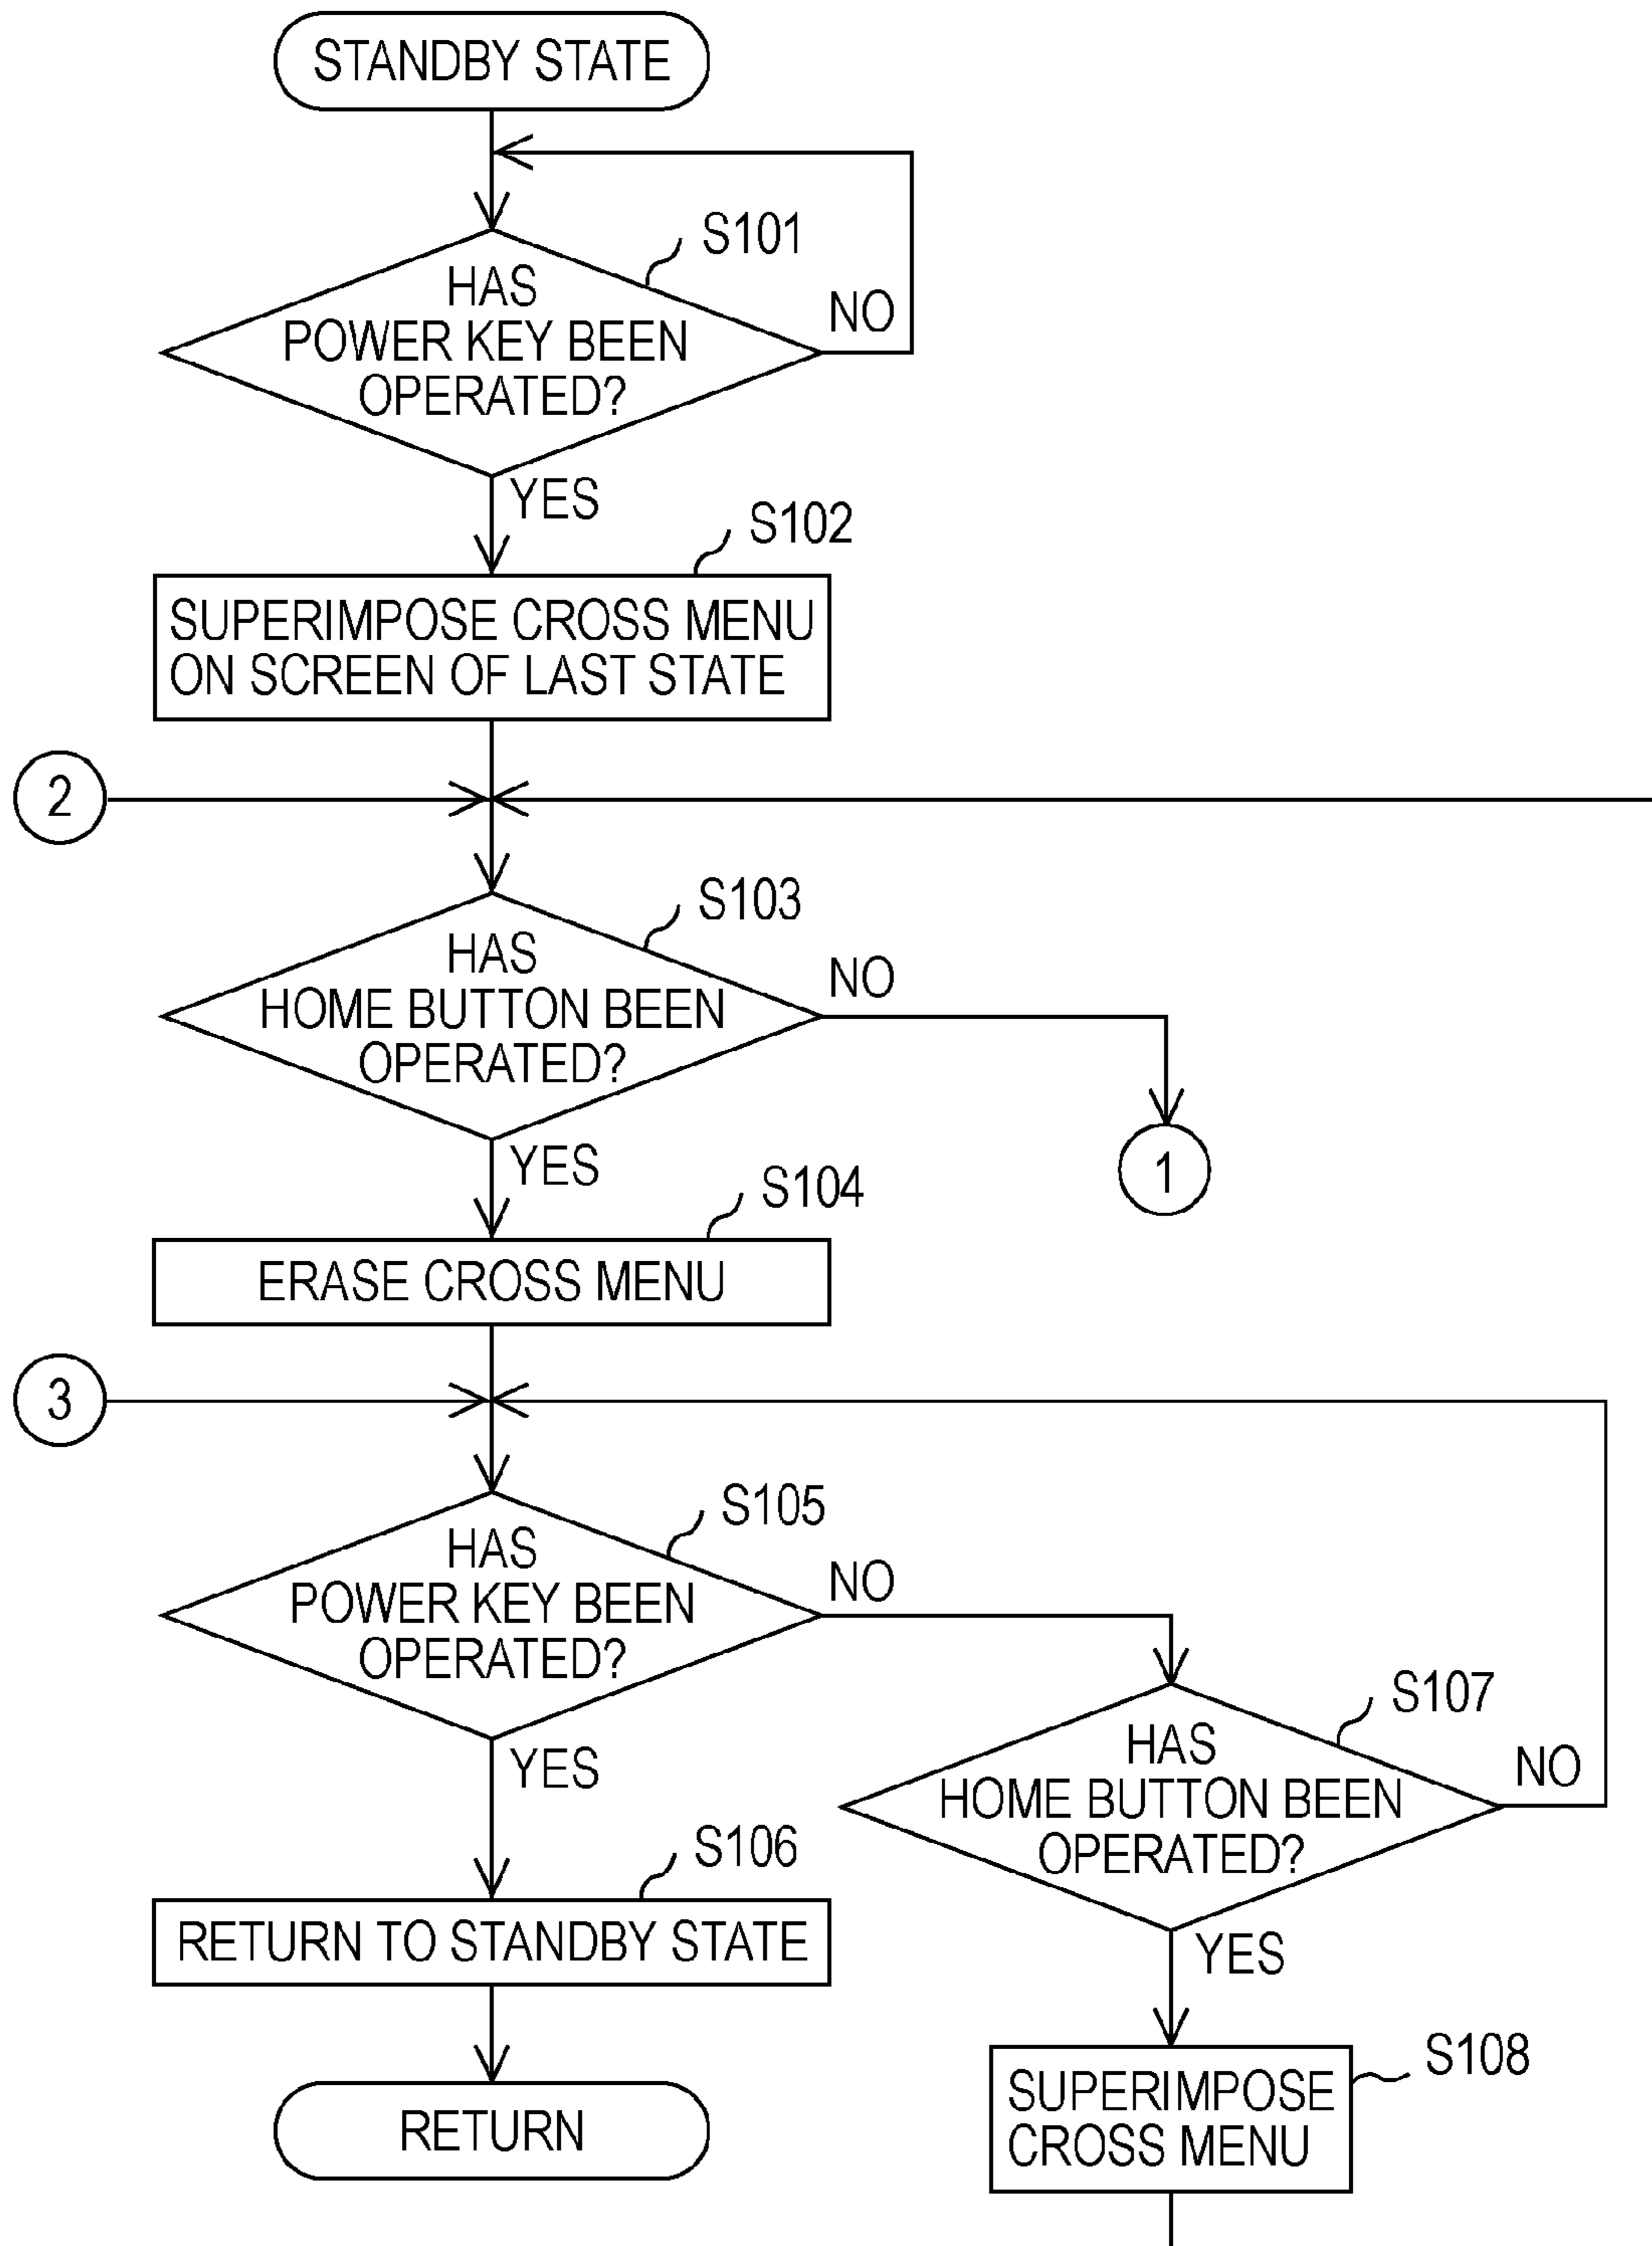 STANDBY STATE
S101
HAS
POWER KEY BEEN
OPERATED?
NO
YES
S102
SUPERIMPOSE CROSS MENU
ON SCREEN OF LAST STATE
2
S103
HAS
HOME BUTTON BEEN
OPERATED?
NO
1
YES
S104
ERASE CROSS MENU
3
S105
HAS
POWER KEY BEEN
OPERATED?
NO
YES
S107
HAS
HOME BUTTON BEEN
OPERATED?
NO
YES
S106
RETURN TO STANDBY STATE
S108
SUPERIMPOSE
CROSS MENU
RETURN